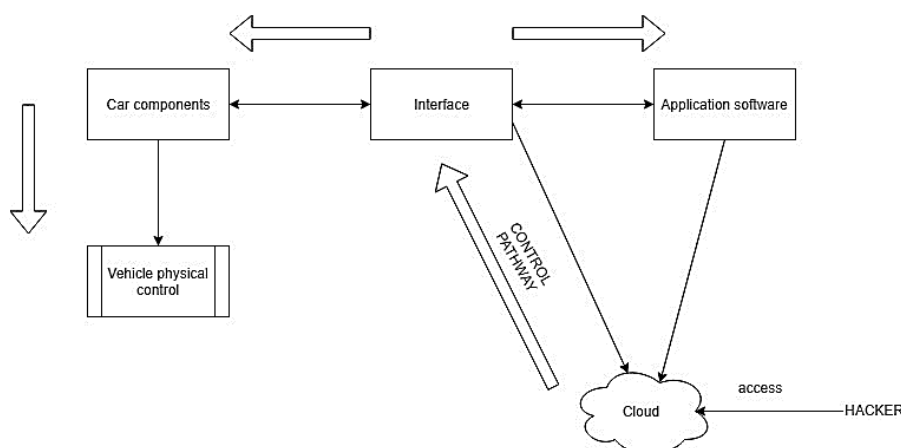 Car components
Interface
Application software
CONTROL
PATHWAY
Vehicle physical
control
access
Cloud
HACKER